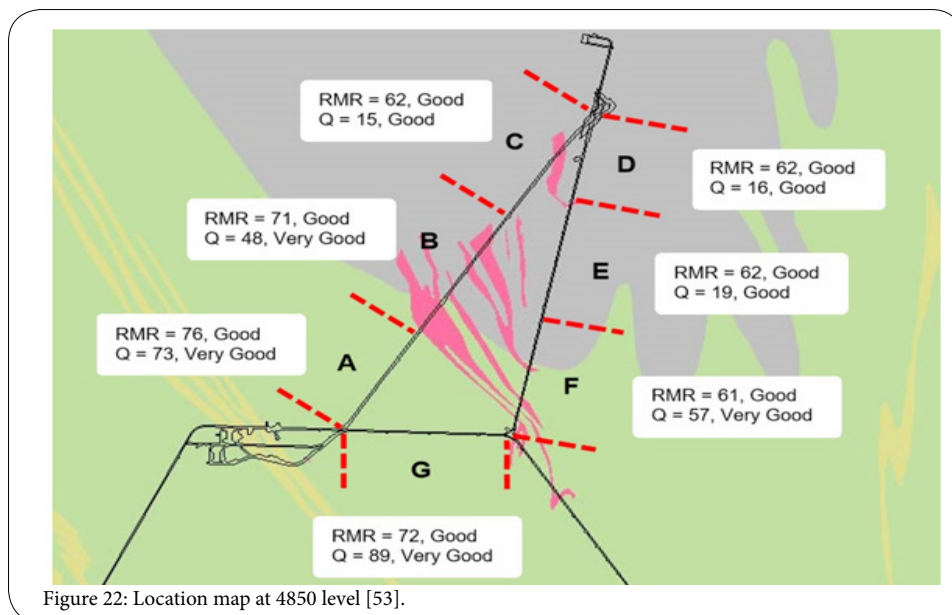 RMR = 62, Good
Q = 15, Good
C
D
RMR = 62, Good
Q = 16, Good
RMR = 71, Good
Q = 48, Very Good
B
E
RMR = 62, Good
Q = 19, Good
RMR = 76, Good
Q = 73, Very Good
A
F
RMR = 61, Good
Q = 57, Very Good
G
RMR = 72, Good
Q = 89, Very Good
Figure 22: Location map at 4850 level [53].